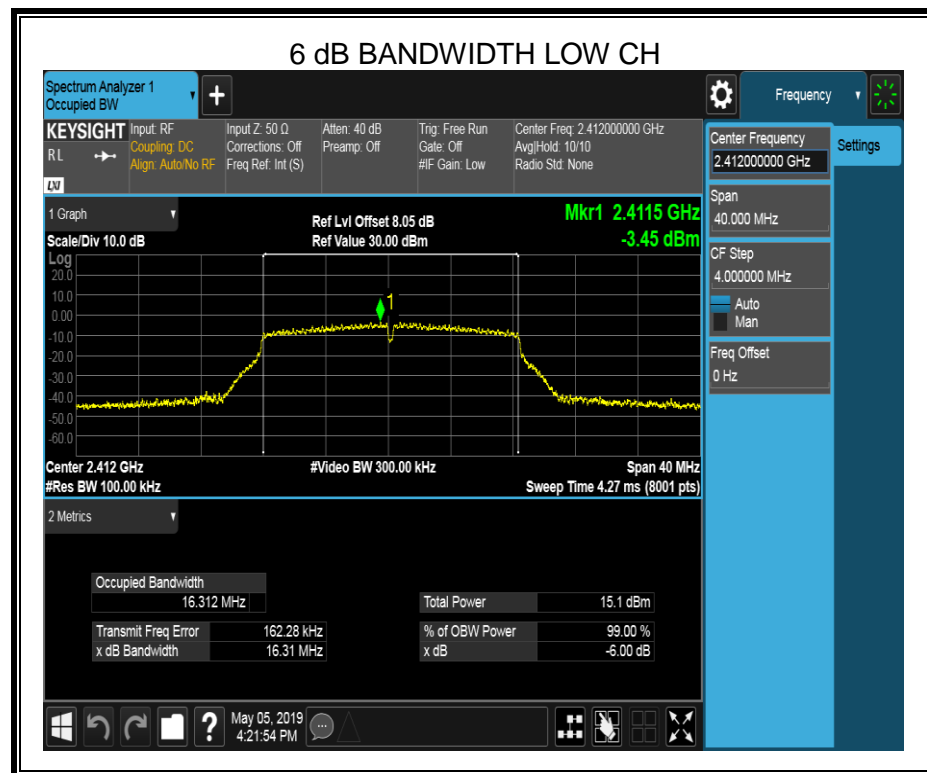 6 dB BANDWIDTH LOW CH
Spectrum Analyzer 1
Occupied BW
+
Frequency
KEYSIGHT
RL
LXI
Input: RF
Coupling: DC
Align: Auto/No RF
Input Z: 50 Ω
Corrections: Off
Freq Ref: Int (S)
Atten: 40 dB
Preamp: Off
Trig: Free Run
Gate: Off
#IF Gain: Low
Center Freq: 2.412000000 GHz
Avg|Hold: 10/10
Radio Std: None
Center Frequency
2.412000000 GHz
Settings
Span
40.000 MHz
CF Step
4.000000 MHz
Auto
Man
Freq Offset
0 Hz
1 Graph
Scale/Div 10.0 dB
Ref Lvl Offset 8.05 dB
Ref Value 30.00 dBm
Mkr1 2.4115 GHz
-3.45 dBm
Log
20.0
10.0
0.00
-10.0
-20.0
-30.0
-40.0
-50.0
-60.0
1
Center 2.412 GHz
#Res BW 100.00 kHz
#Video BW 300.00 kHz
Span 40 MHz
Sweep Time 4.27 ms (8001 pts)
2 Metrics
Occupied Bandwidth
16.312 MHz
Total Power 15.1 dBm
Transmit Freq Error 162.28 kHz
% of OBW Power 99.00 %
x dB Bandwidth 16.31 MHz
x dB -6.00 dB
?
May 05, 2019
4:21:54 PM